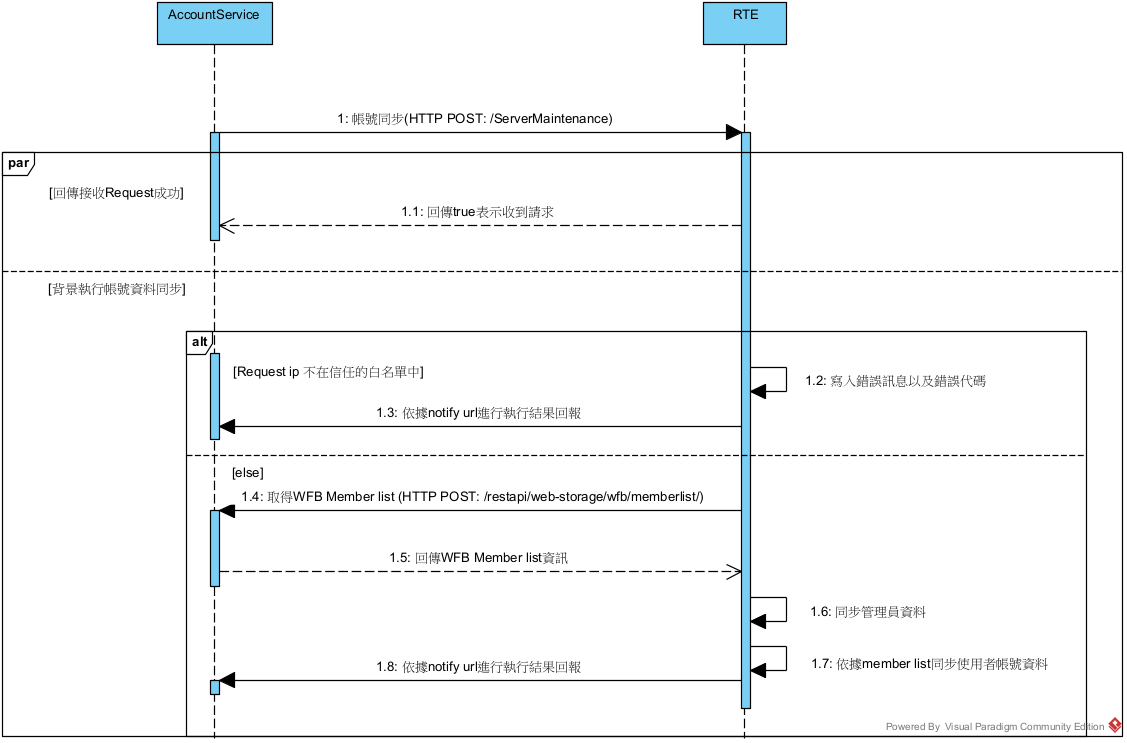 AccountService
RTE
1: 帳號同步(HTTP POST: /ServerMaintenance)
par
[回傳接收Request成功]
1.1: 回傳true表示收到請求
[背景執行帳號資料同步]
alt
[Request ip 不在信任的白名單中]
1.2: 寫入錯誤訊息以及錯誤代碼
1.3: 依據notify url進行執行結果回報
[else]
1.4: 取得WFB Member list (HTTP POST: /restapi/web-storage/wfb/memberlist/)
1.5: 回傳WFB Member list資訊
1.6: 同步管理員資料
1.7: 依據member list同步使用者帳號資料
1.8: 依據notify url進行執行結果回報
Powered By Visual Paradigm Community Edition